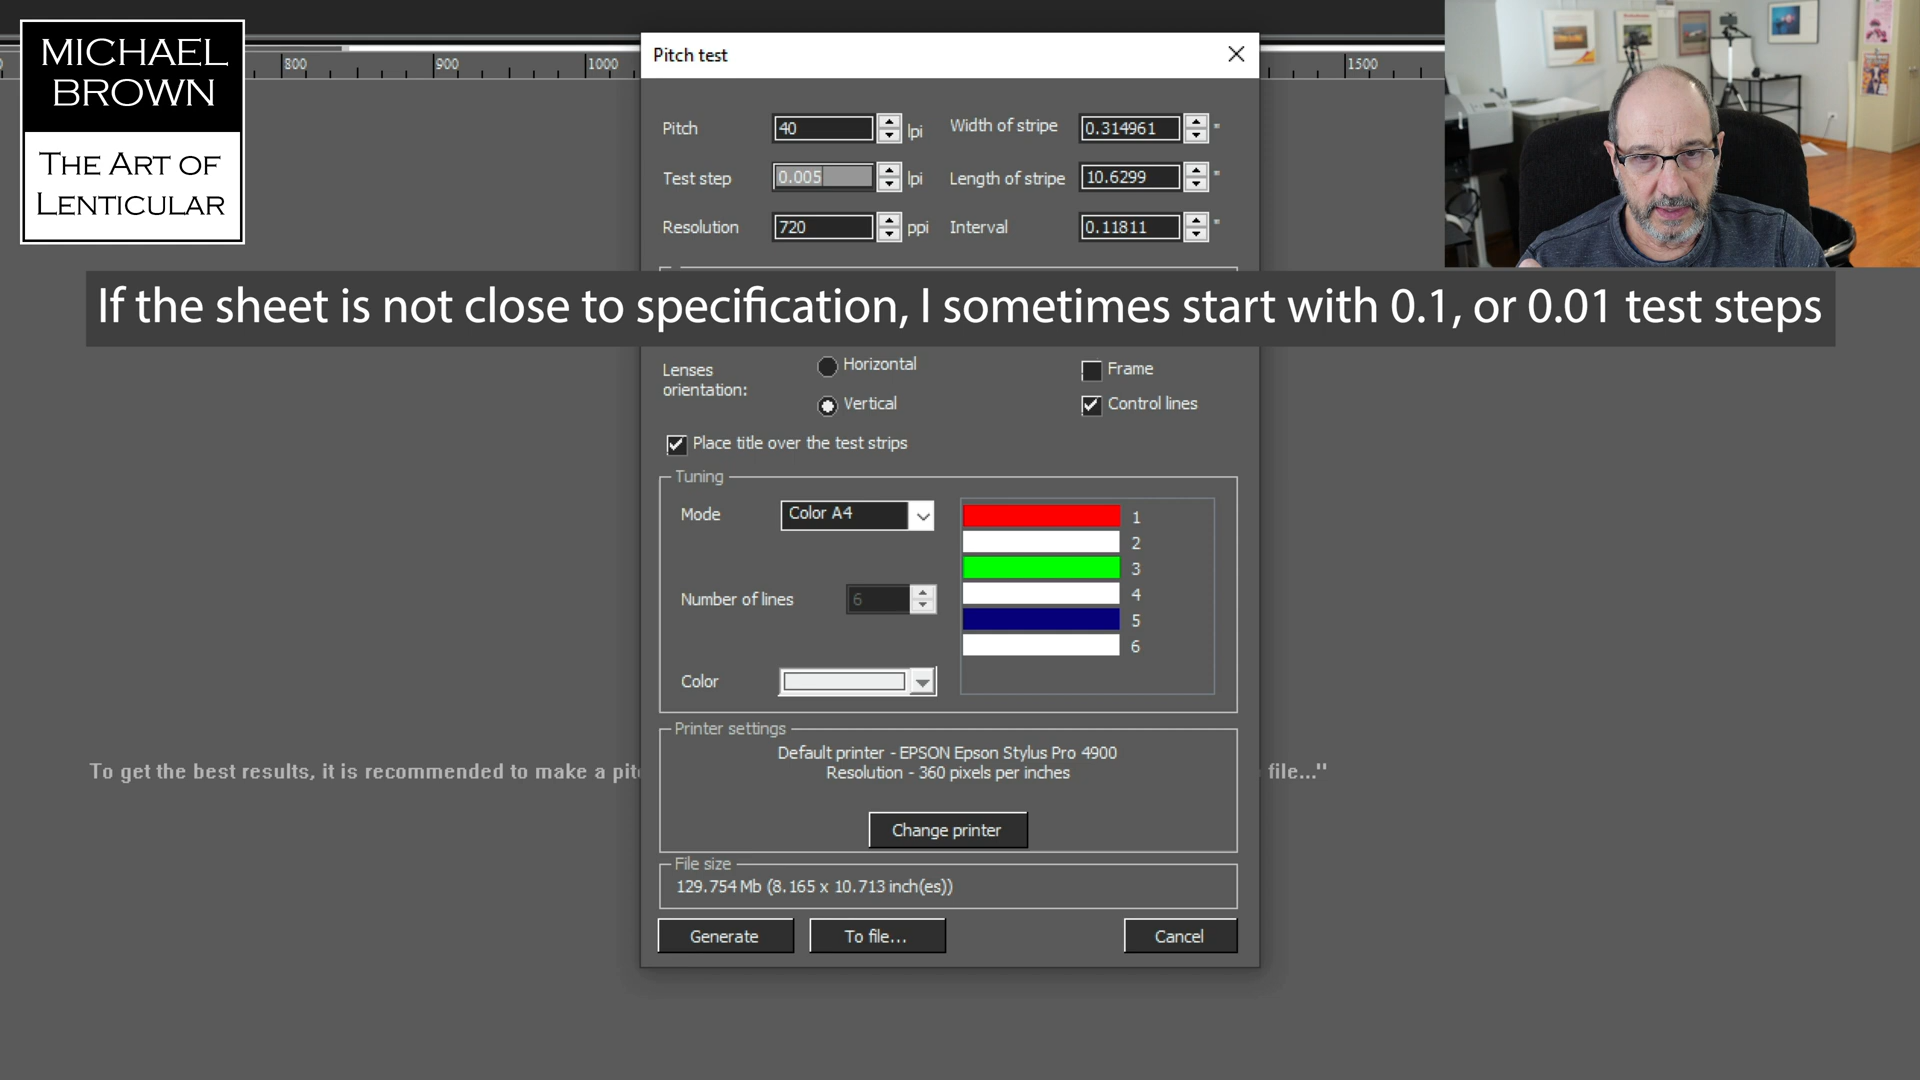 MICHAEL
BROWN
THE ART OF
LENTICULAR
800
900
1000
1500
Pitch test
Pitch 40 lpi Width of stripe 0.314961 "
Test step 0.005 lpi Length of stripe 10.6299 "
Resolution 720 ppi Interval 0.11811 "
If the sheet is not close to specification, I sometimes start with 0.1, or 0.01 test steps
Lenses
orientation:
Horizontal
Vertical
Frame
Control lines
Place title over the test strips
Tuning
Mode Color A4
Number of lines 6
Color
1
2
3
4
5
6
Printer settings
Default printer - EPSON Epson Stylus Pro 4900
Resolution - 360 pixels per inches
To get the best results, it is recommended to make a pit
file..."
Change printer
File size
129.754 Mb (8.165 x 10.713 inch(es))
Generate To file... Cancel